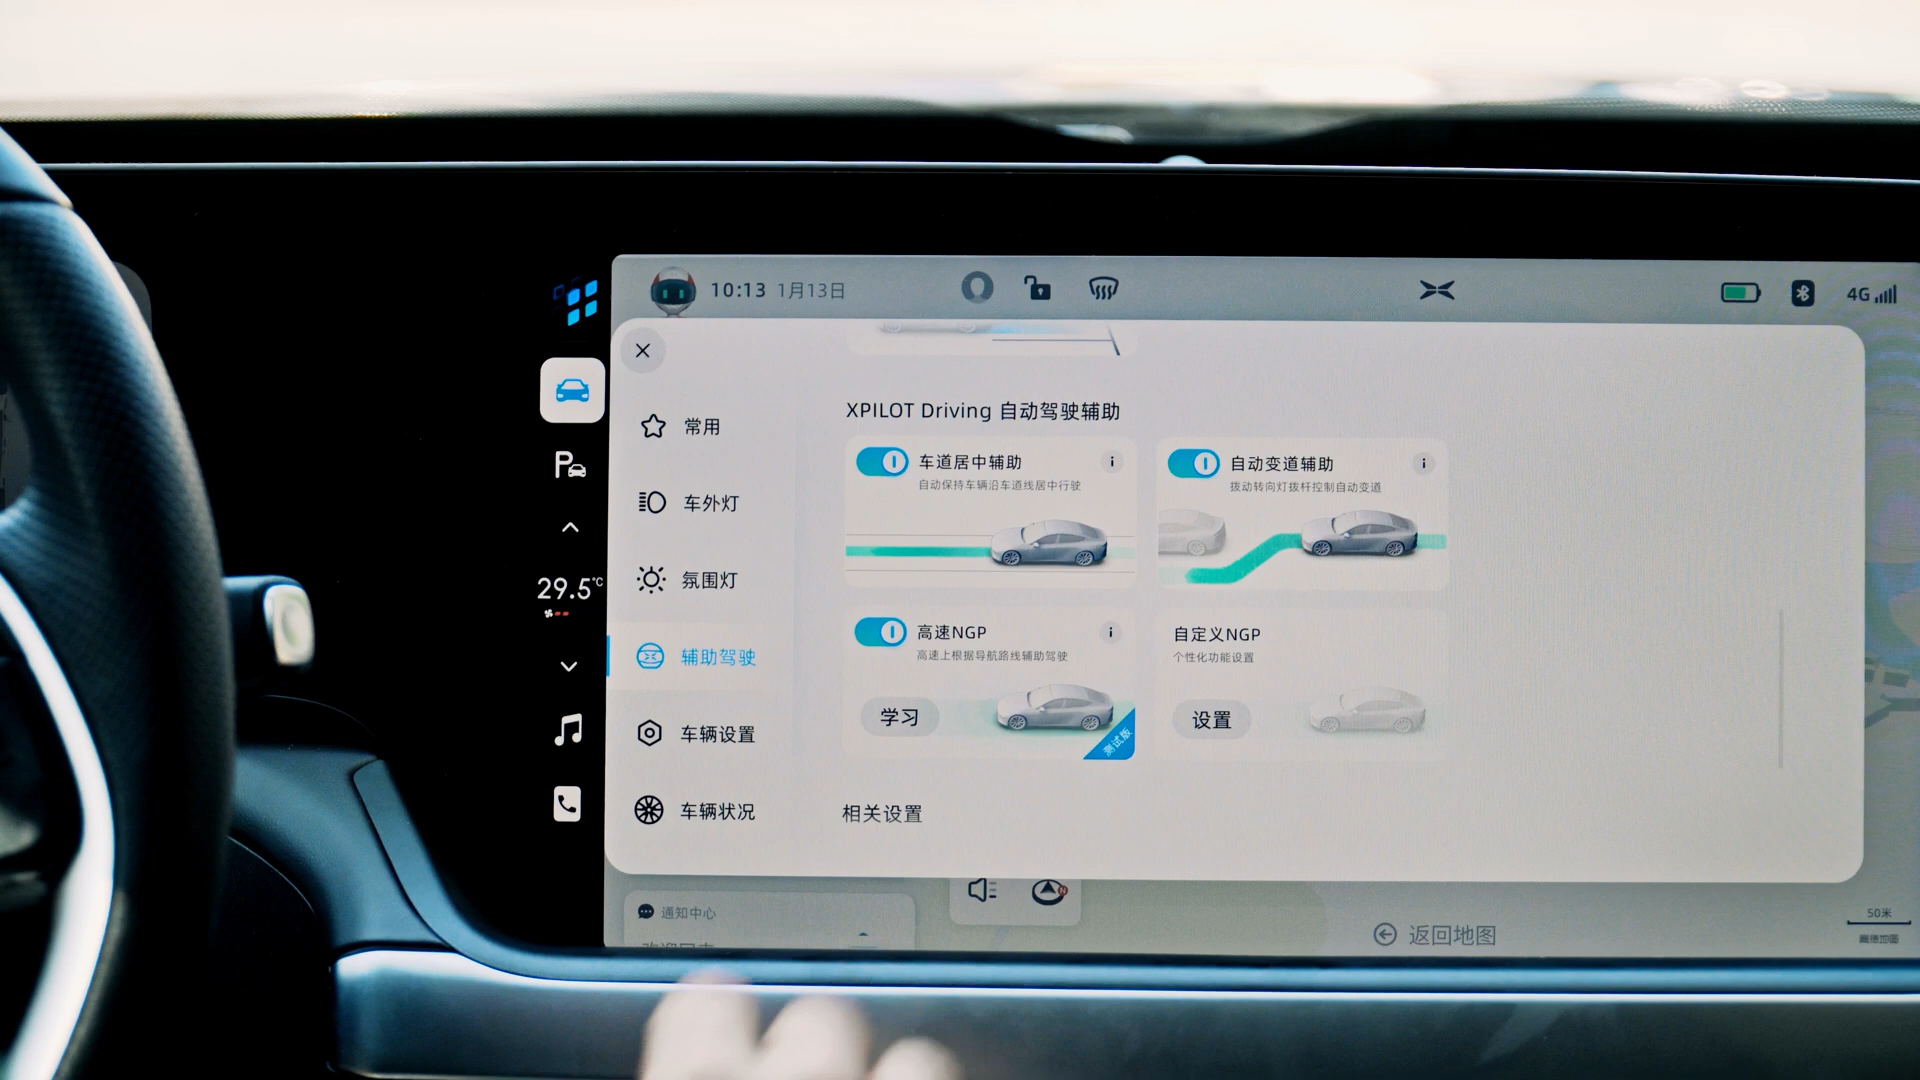 10:13 1月13日
4G
常用
XPILOT Driving 自动驾驶辅助
车道居中辅助
自动保持车辆沿车道线居中行驶
自动变道辅助
拨动转向灯拨杆控制自动变道
车外灯
氛围灯
29.5°C
高速NGP
高速上根据导航路线辅助驾驶
自定义NGP
个性化功能设置
辅助驾驶
学习
测试版
设置
车辆设置
车辆状况
相关设置
通知中心
返回地图
50米
高德地图
P